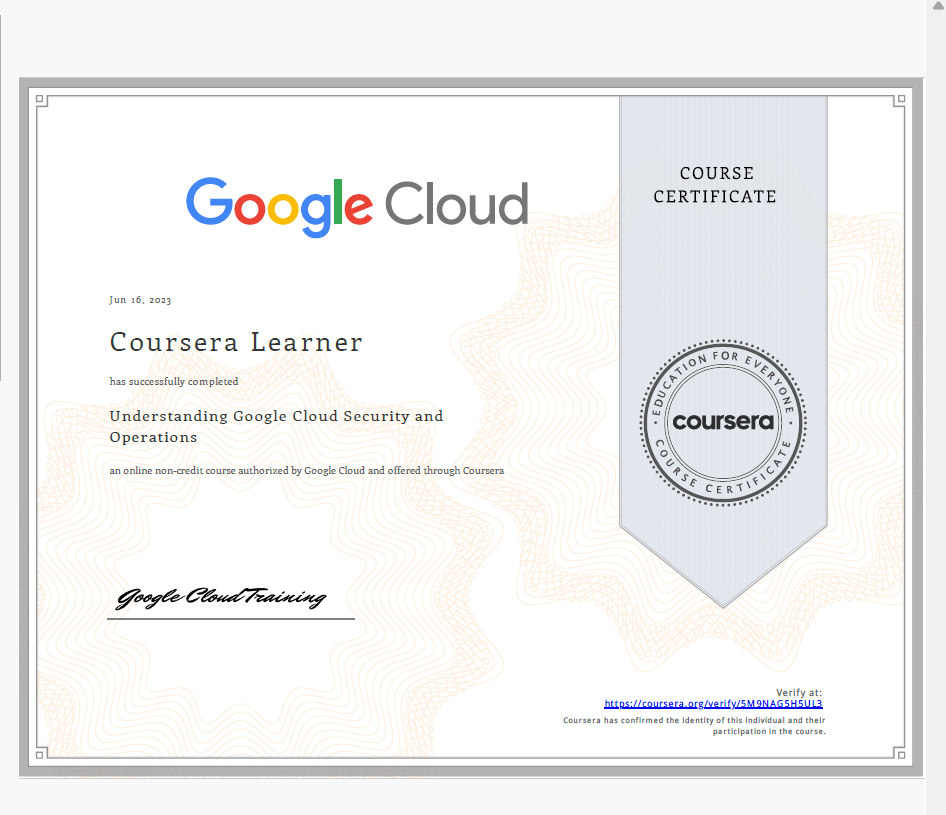 Google Cloud
COURSE
CERTIFICATE
Jun 16, 2023
Coursera Learner
has successfully completed
Understanding Google Cloud Security and
Operations
an online non-credit course authorized by Google Cloud and offered through Coursera
EDUCATION FOR EVERYONE
coursera
COURSE CERTIFICATE
Google Cloud Training
Verify at:
https://coursera.org/verify/5M9NAG5H5UL3
Coursera has confirmed the identity of this individual and their
participation in the course.